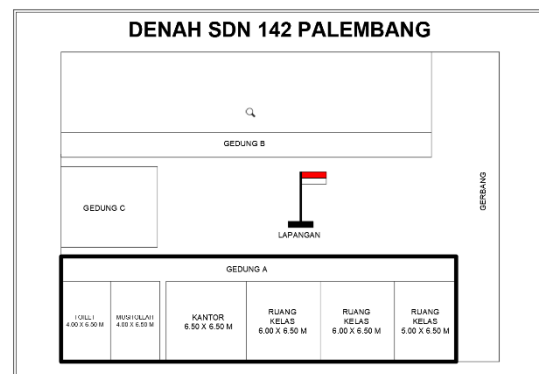 DENAH SDN 142 PALEMBANG
GEDUNG B
GERBANG
GEDUNG C
LAPANGAN
GEDUNG A
TOILET
4.00 X 6.50 M
MUSHOLLAH
4.00 X 6.50 M
KANTOR
6.50 X 6.50 M
RUANG
KELAS
6.00 X 6.50 M
RUANG
KELAS
6.00 X 6.50 M
RUANG
KELAS
5.00 X 6.50 M